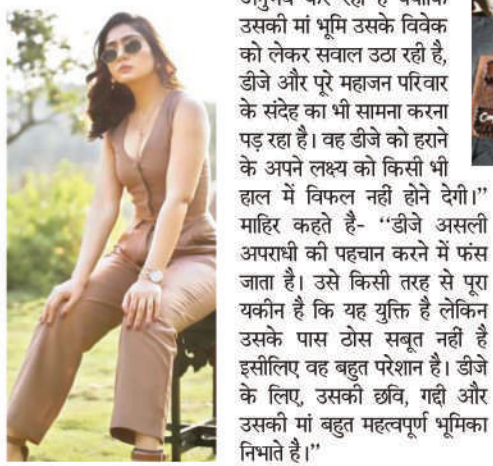 उसकी मां भूमि उसके विवेक
को लेकर सवाल उठा रही है,
डीजे और पूरे महाजन परिवार
के संदेह का भी सामना करना
पड़ रहा है। वह डीजे को हराने
के अपने लक्ष्य को किसी भी
हाल में विफल नहीं होने देगी।”
माहिर कहते है- ‘‘डीजे असली
अपराधी की पहचान करने में फंस
जाता है। उसे किसी तरह से पूरा
यकीन है कि यह युक्ति है लेकिन
उसके पास ठोस सबूत नहीं है
इसीलिए वह बहुत परेशान है। डीजे
के लिए, उसकी छवि, गद्दी और
उसकी मां बहुत महत्वपूर्ण भूमिका
निभाते है।”